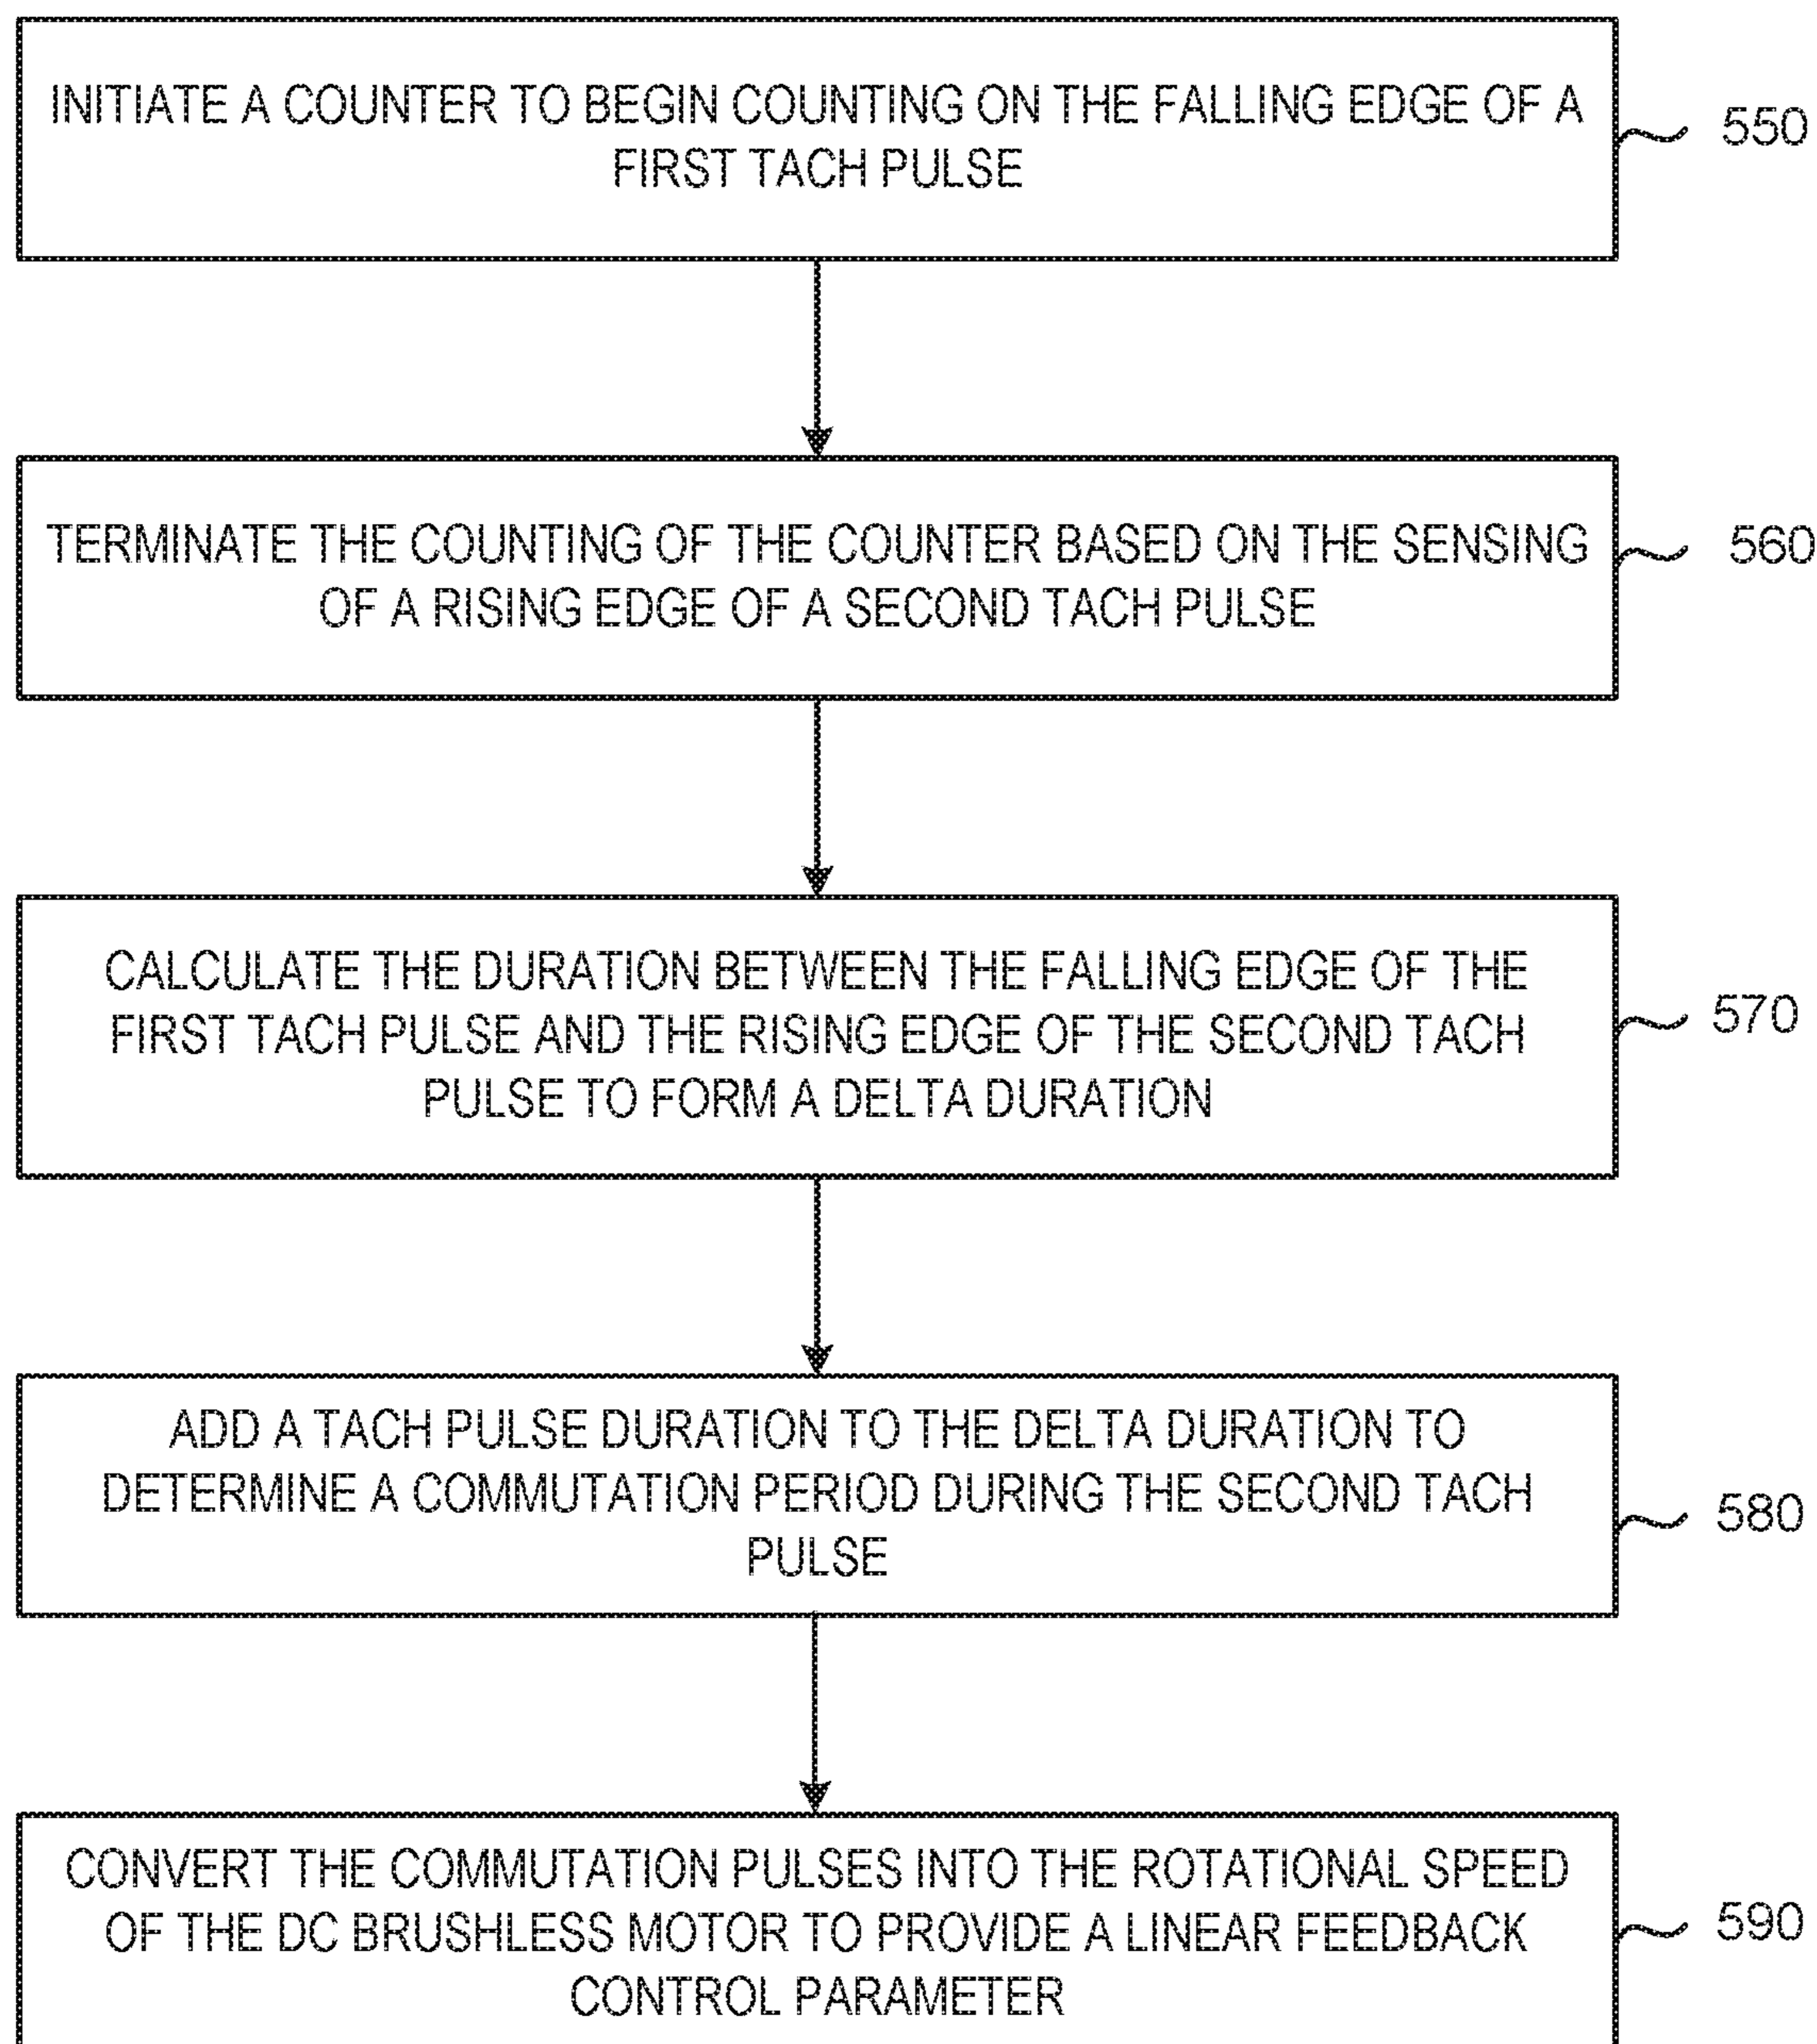 INITIATE A COUNTER TO BEGIN COUNTING ON THE FALLING EDGE OF A
FIRST TACH PULSE
550
TERMINATE THE COUNTING OF THE COUNTER BASED ON THE SENSING
OF A RISING EDGE OF A SECOND TACH PULSE
560
CALCULATE THE DURATION BETWEEN THE FALLING EDGE OF THE
FIRST TACH PULSE AND THE RISING EDGE OF THE SECOND TACH
PULSE TO FORM A DELTA DURATION
570
ADD A TACH PULSE DURATION TO THE DELTA DURATION TO
DETERMINE A COMMUTATION PERIOD DURING THE SECOND TACH
PULSE
580
CONVERT THE COMMUTATION PULSES INTO THE ROTATIONAL SPEED
OF THE DC BRUSHLESS MOTOR TO PROVIDE A LINEAR FEEDBACK
CONTROL PARAMETER
590